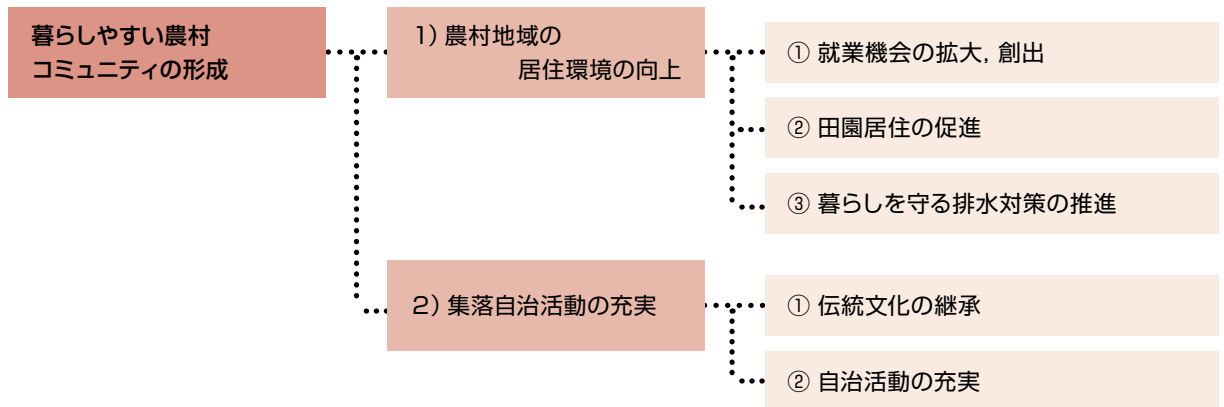 暮らしやすい農村
コミュニティの形成
1）農村地域の
居住環境の向上
① 就業機会の拡大, 創出
② 田園居住の促進
③ 暮らしを守る排水対策の推進
2）集落自治活動の充実
① 伝統文化の継承
② 自治活動の充実